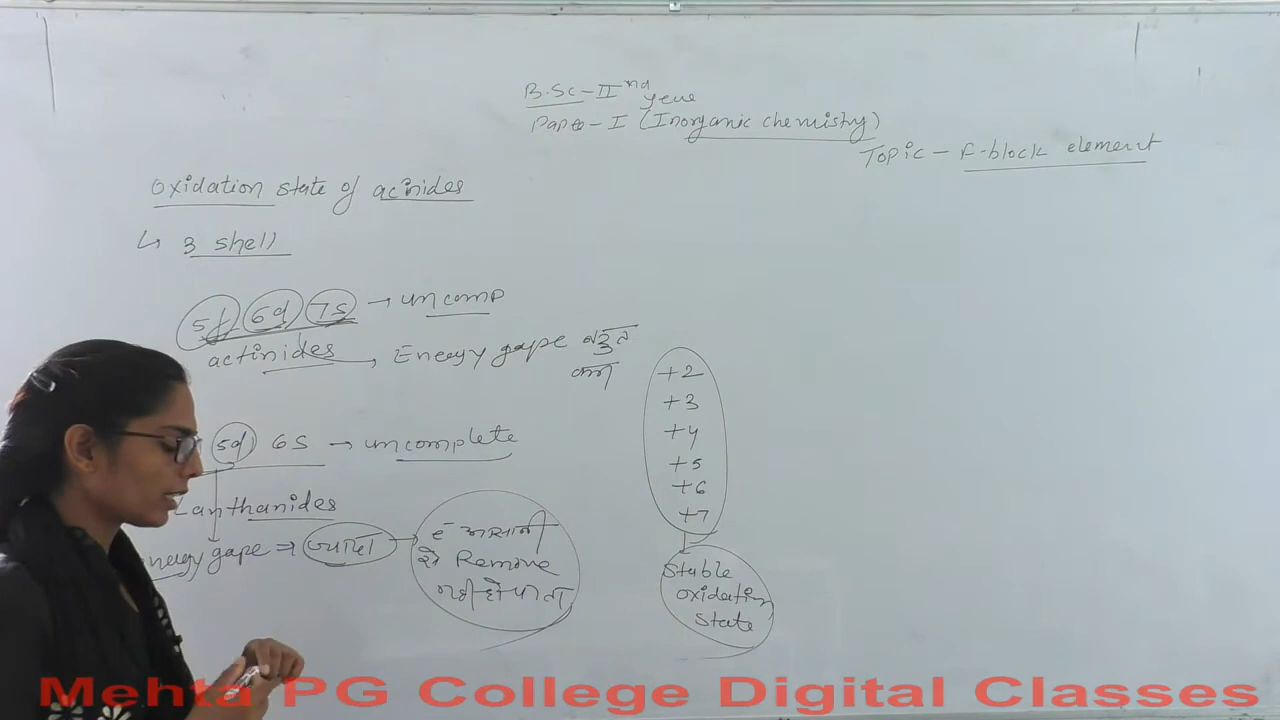 B.Sc - IInd year
Paper - I (Inorganic chemistry)
Topic - F-block element
Oxidation state of acinides
↳ 3 shell
5f 6d 7s → uncomp
actinides → Energy gape बहुत
कम
5d 6s → uncomplete
Lanthanides
Energy gape ⇒ ज्यादा →
e⁻ आसानी
से Remove
नहीं हो पाता
+2
+3
+4
+5
+6
+7
Stable
oxidation
state
Mehta PG College Digital Classes